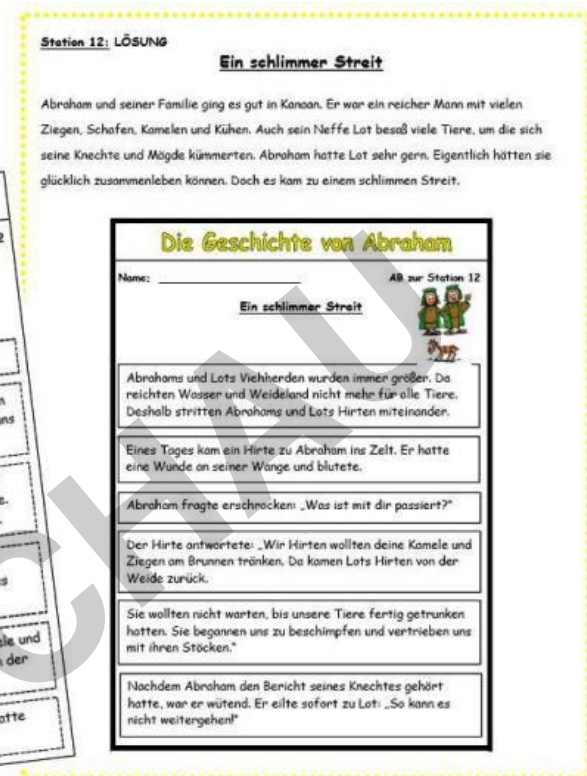 Station 12: LÖSUNG
Ein schlimmer Streit
Abraham und seiner Familie ging es gut in Kanaan. Er war ein reicher Mann mit vielen
Ziegen, Schafen, Kamelen und Kühen. Auch sein Neffe Lot besaß viele Tiere, um die sich
seine Knechte und Mägde kümmerten. Abraham hatte Lot sehr gern. Eigentlich hätten sie
glücklich zusammenleben können. Doch es kam zu einem schlimmen Streit.
Die Geschichte von Abraham
Name:
AB zur Station 12
Ein schlimmer Streit
Abrahams und Lots Viehherden wurden immer größer. Da
reichten Wasser und Weideland nicht mehr für alle Tiere.
Deshalb stritten Abrahams und Lots Hirten miteinander.
Eines Tages kam ein Hirte zu Abraham ins Zelt. Er hatte
eine Wunde an seiner Wange und blutete.
Abraham fragte erschrocken: „Was ist mit dir passiert?“
Der Hirte antwortete: „Wir Hirten wollten deine Kamele und
Ziegen am Brunnen tränken. Da kamen Lots Hirten von der
Weide zurück.
Sie wollten nicht warten, bis unsere Tiere fertig getrunken
hatten. Sie begannen uns zu beschimpfen und vertrieben uns
mit ihren Stöcken.“
Nachdem Abraham den Bericht seines Knechtes gehört
hatte, war er wütend. Er eilte sofort zu Lot: „So kann es
nicht weitergehen!“
ele und
der
atte
CHAU